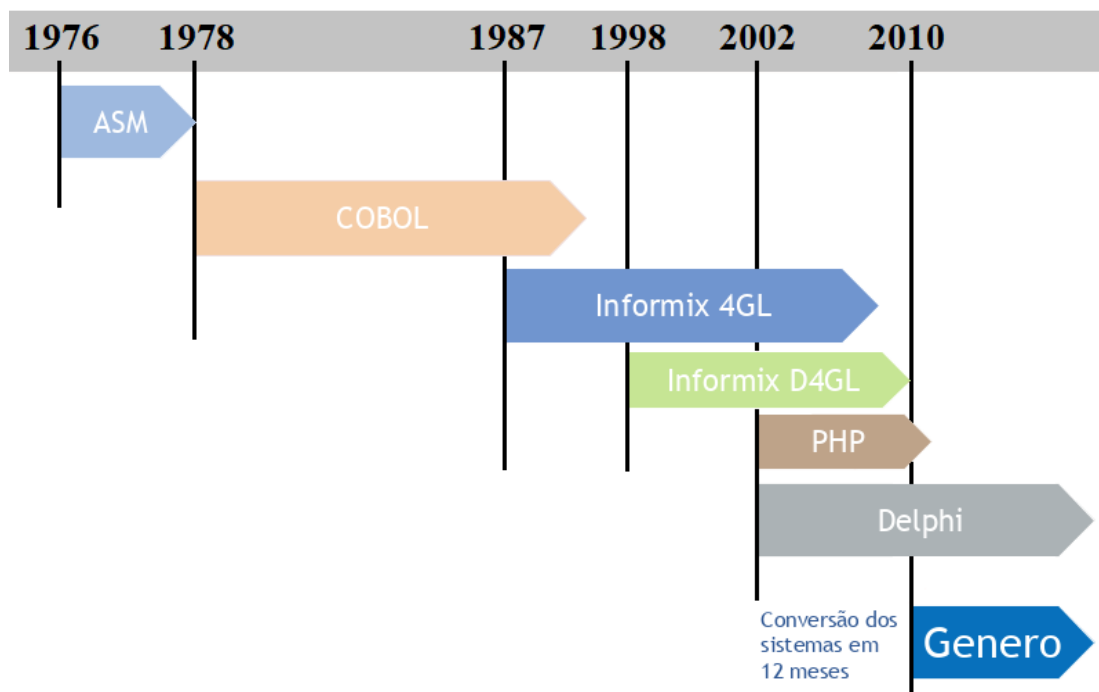 1976 1978 1987 1998 2002 2010
ASM
COBOL
Informix 4GL
Informix D4GL
PHP
Delphi
Conversão dos
sistemas em
12 meses
Genero